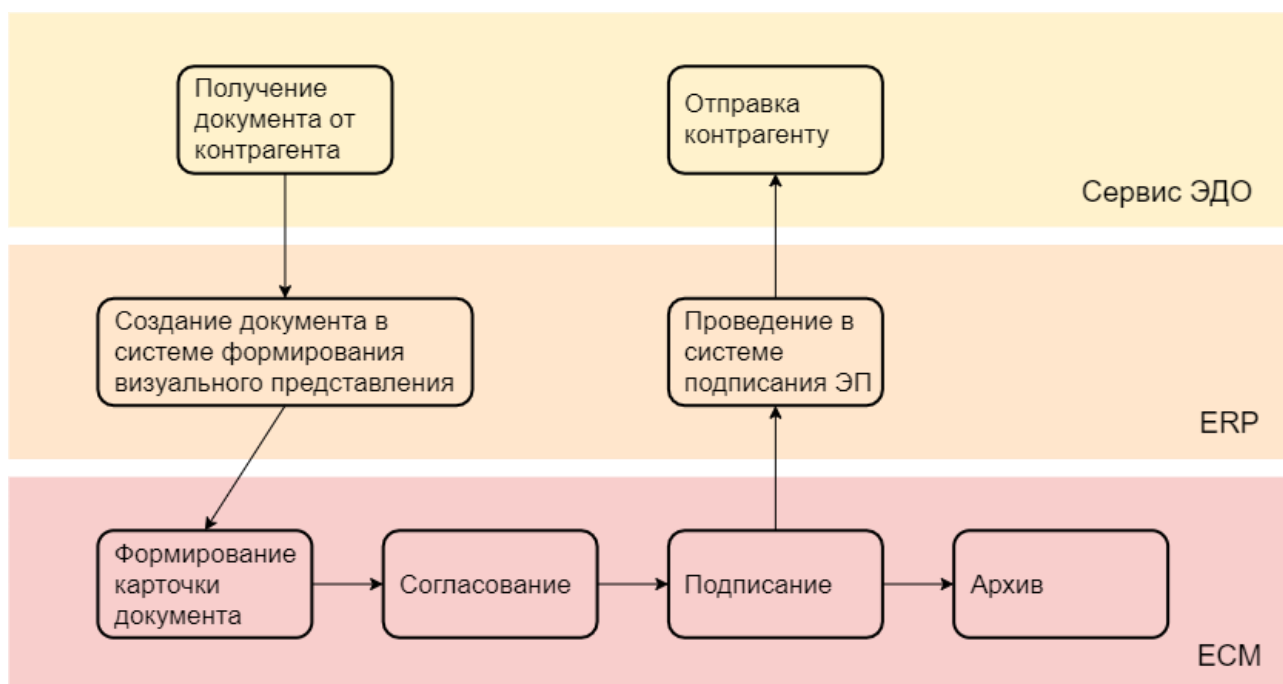 Получение
документа от
контрагента
Отправка
контрагенту
Сервис ЭДО
Создание документа в
системе формирования
визуального представления
Проведение в
системе
подписания ЭП
ERP
Формирование
карточки
документа
Согласование
Подписание
Архив
ECM